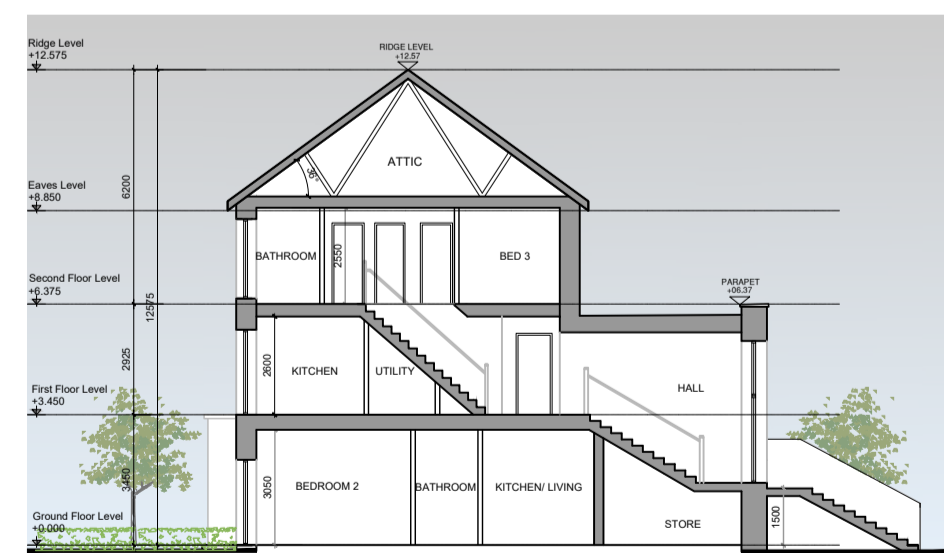 Ridge Level
+12.575
RIDGE LEVEL
+12.57
ATTIC
36°
6200
Eaves Level
+8.850
BATHROOM
2550
BED 3
Second Floor Level
+6.375
PARAPET
+06.37
12575
2925
2600
KITCHEN
UTILITY
HALL
First Floor Level
+3.450
3450
3050
BEDROOM 2
BATHROOM
KITCHEN/ LIVING
STORE
1500
Ground Floor Level
+0.000